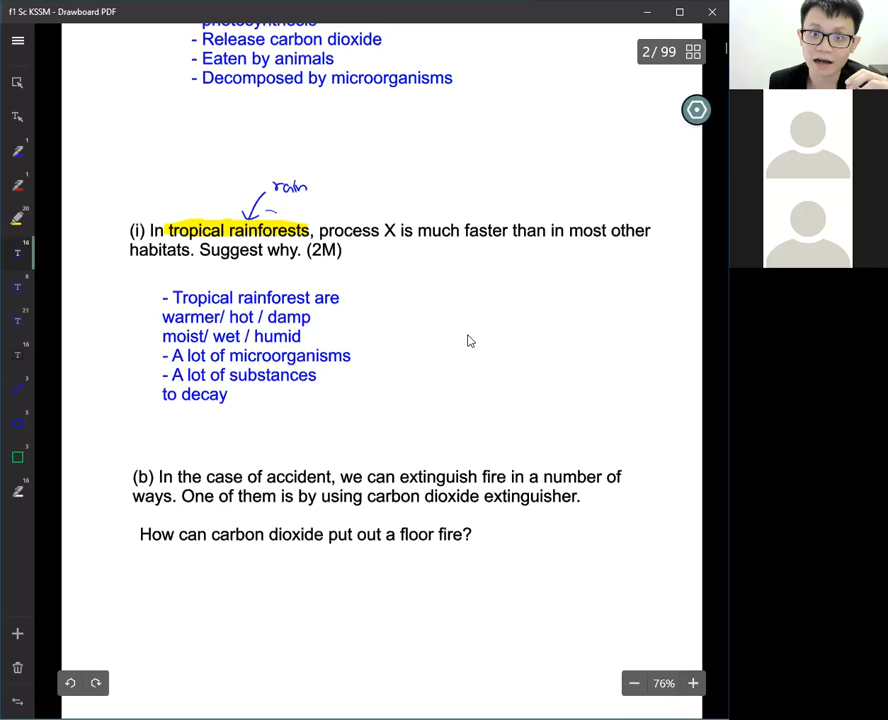 f1 Sc KSSM - Drawboard PDF
photosynthesis
- Release carbon dioxide
2 / 99
- Eaten by animals
- Decomposed by microorganisms
rain
(i) In tropical rainforests, process X is much faster than in most other
habitats. Suggest why. (2M)
- Tropical rainforest are
warmer/ hot / damp
moist/ wet / humid
- A lot of microorganisms
- A lot of substances
to decay
(b) In the case of accident, we can extinguish fire in a number of
ways. One of them is by using carbon dioxide extinguisher.
How can carbon dioxide put out a floor fire?
76%